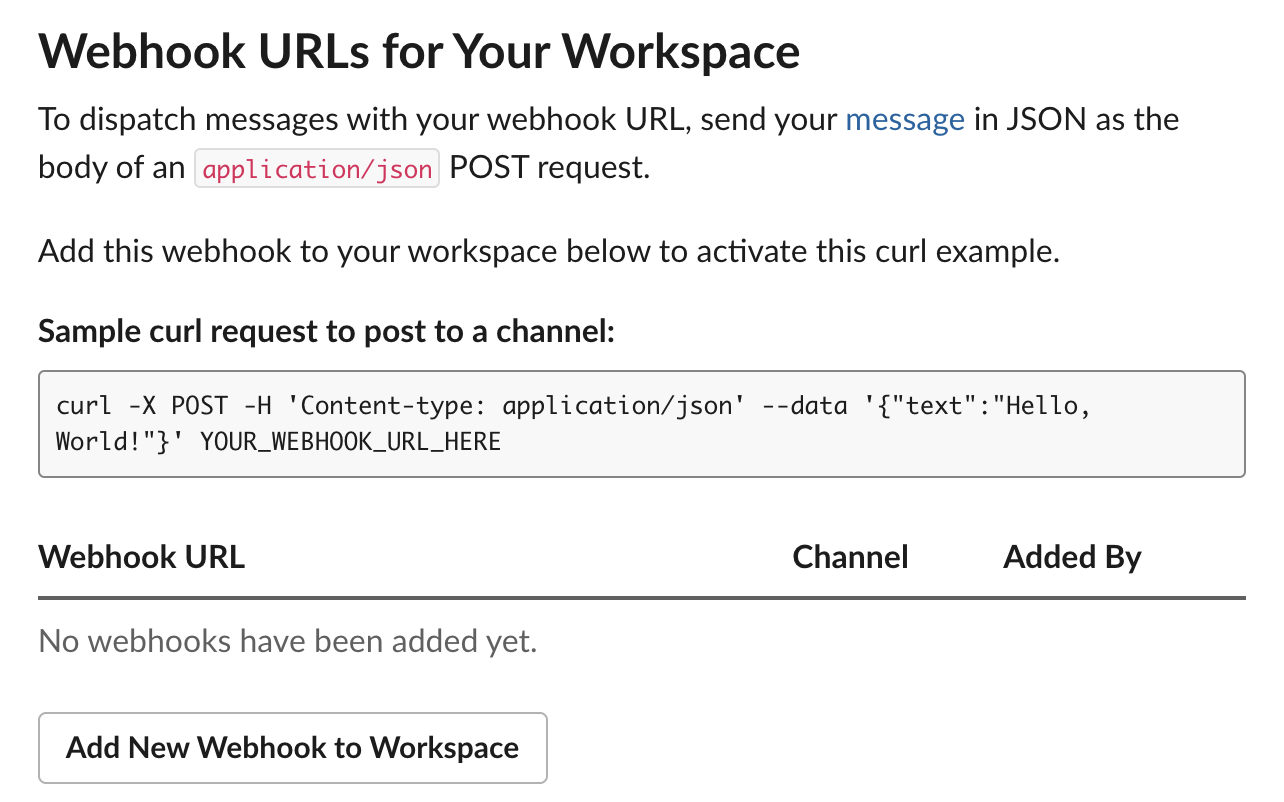 Webhook URLs for Your Workspace
To dispatch messages with your webhook URL, send your message in JSON as the
body of an application/json POST request.
Add this webhook to your workspace below to activate this curl example.
Sample curl request to post to a channel:
curl -X POST -H 'Content-type: application/json' --data '{"text":"Hello,
World!"}' YOUR_WEBHOOK_URL_HERE
Webhook URL Channel Added By
No webhooks have been added yet.
Add New Webhook to Workspace